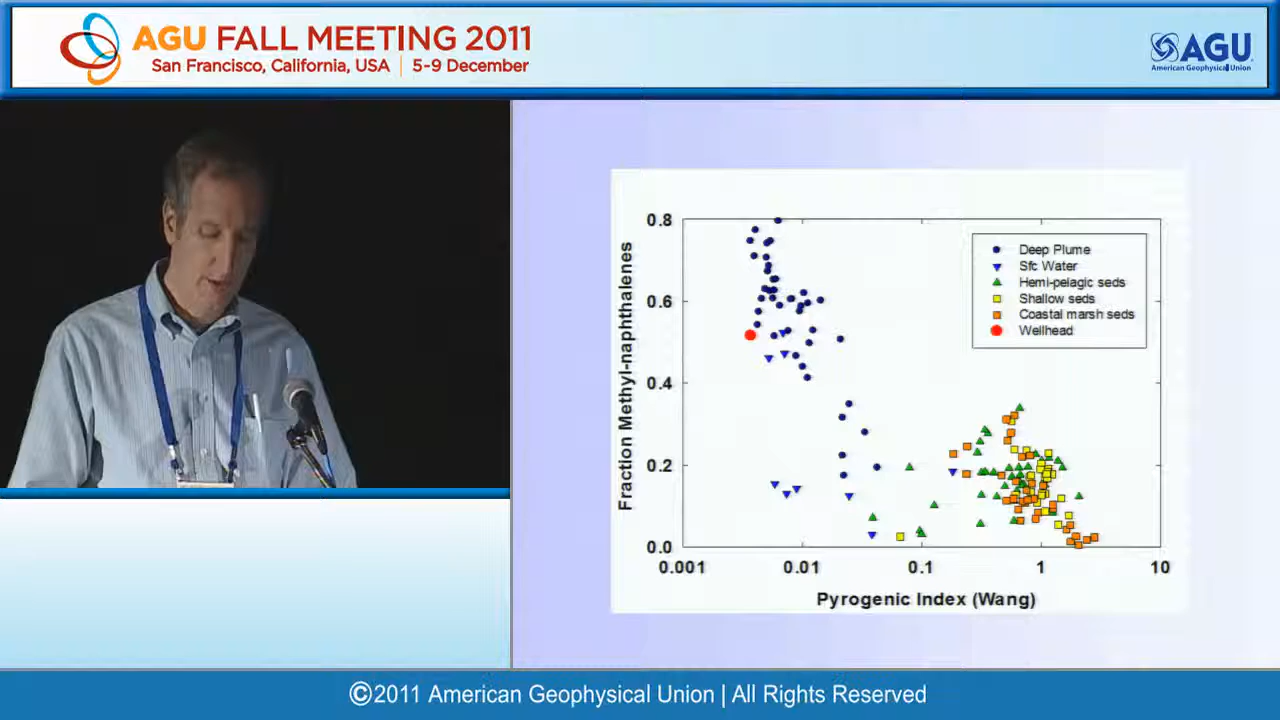 AGU FALL MEETING 2011
San Francisco, California, USA | 5-9 December
AGU
American Geophysical Union
0.8
0.6
0.4
0.2
0.0
Fraction Methyl-naphthalenes
Deep Plume
Sfc Water
Hemi-pelagic seds
Shallow seds
Coastal marsh seds
Wellhead
0.001
0.01
0.1
1
10
Pyrogenic Index (Wang)
©2011 American Geophysical Union | All Rights Reserved